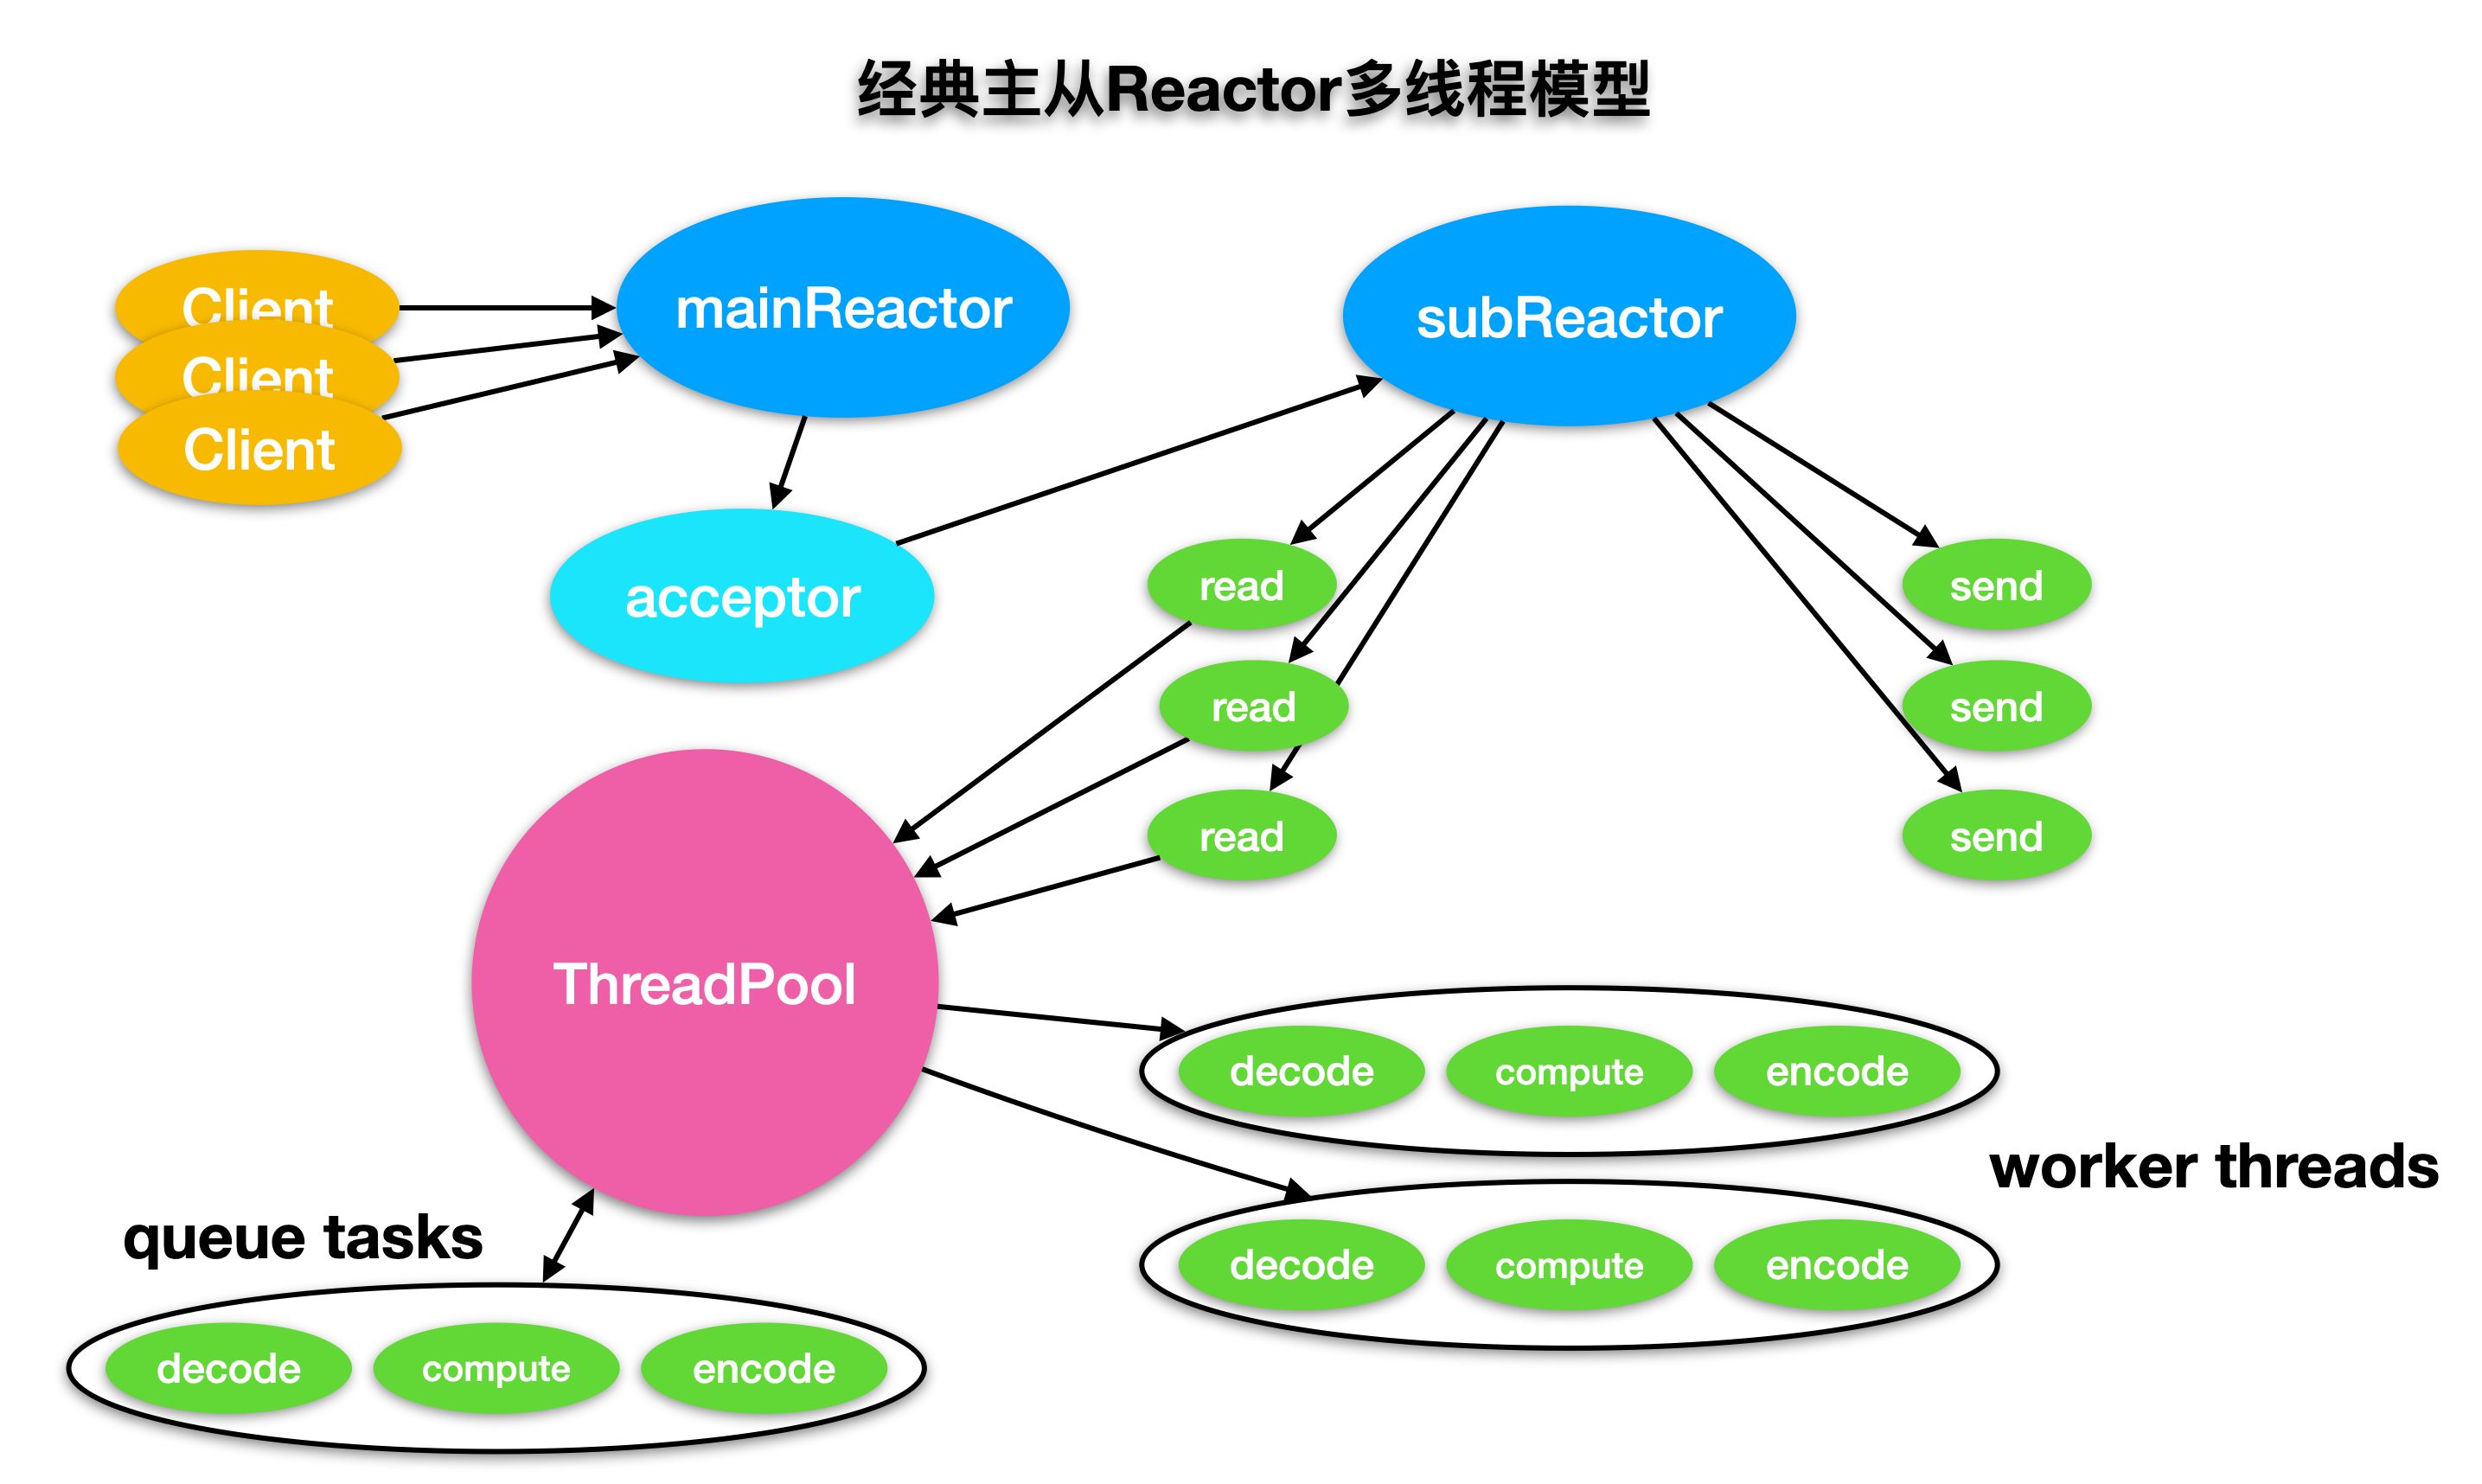 经典主从Reactor多线程模型
Client
Client
Client
mainReactor
subReactor
acceptor
read
read
read
send
send
send
ThreadPool
decode compute encode
worker threads
decode compute encode
queue tasks
decode compute encode